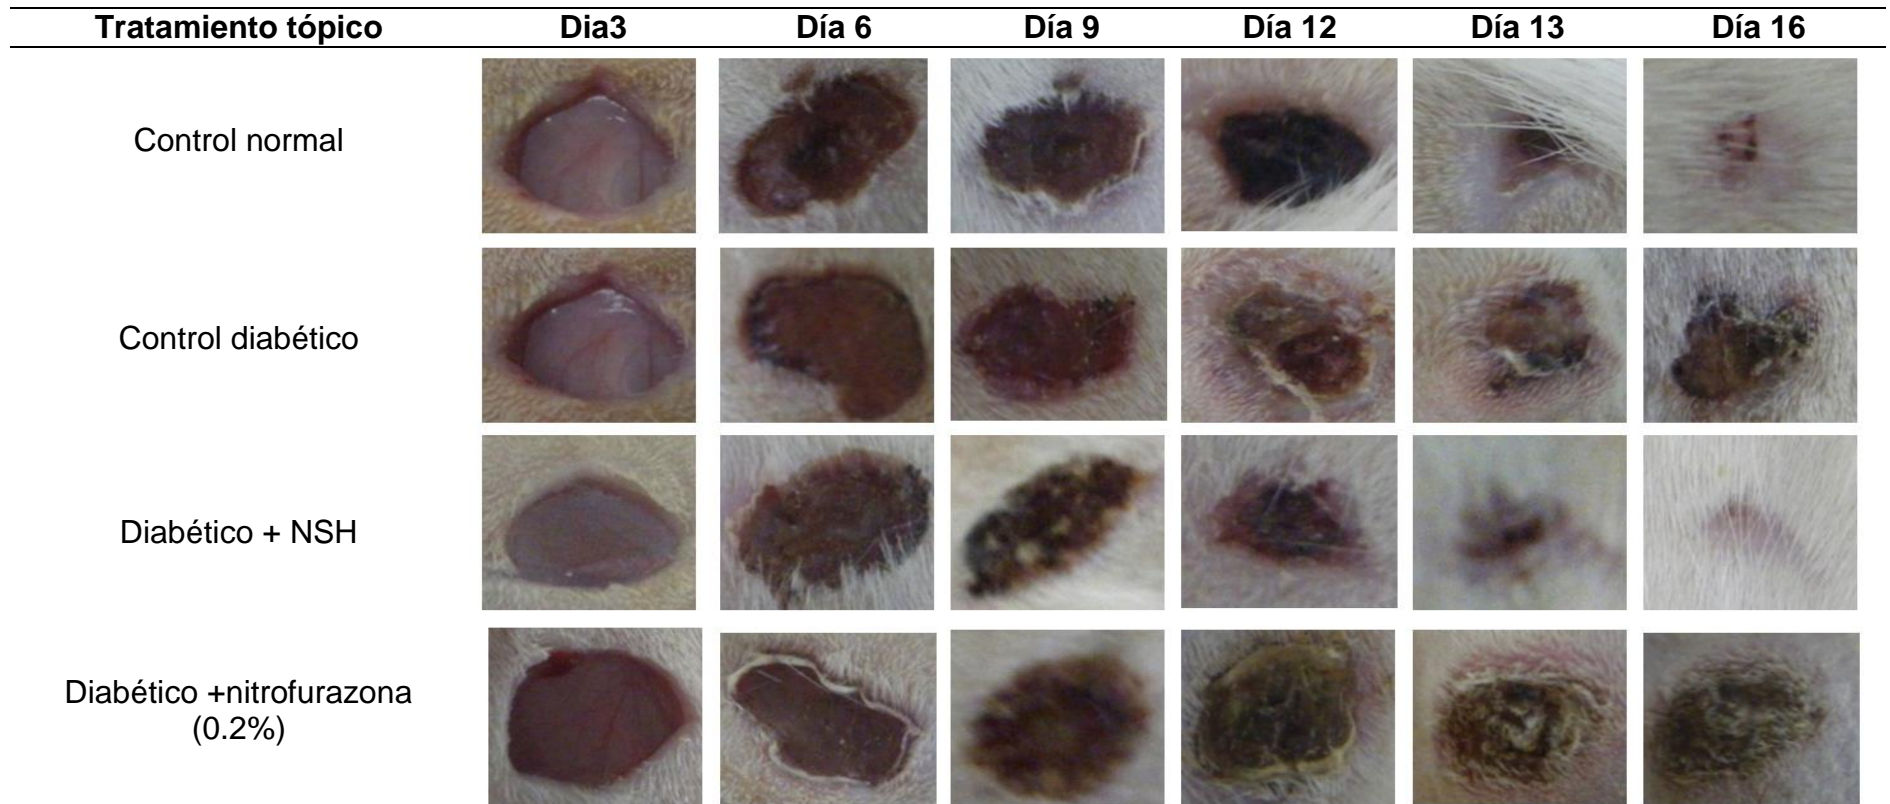 Tratamiento tópico Dia3 Día 6 Día 9 Día 12 Día 13 Día 16
Control normal
Control diabético
Diabético + NSH
Diabético +nitrofurazona
(0.2%)